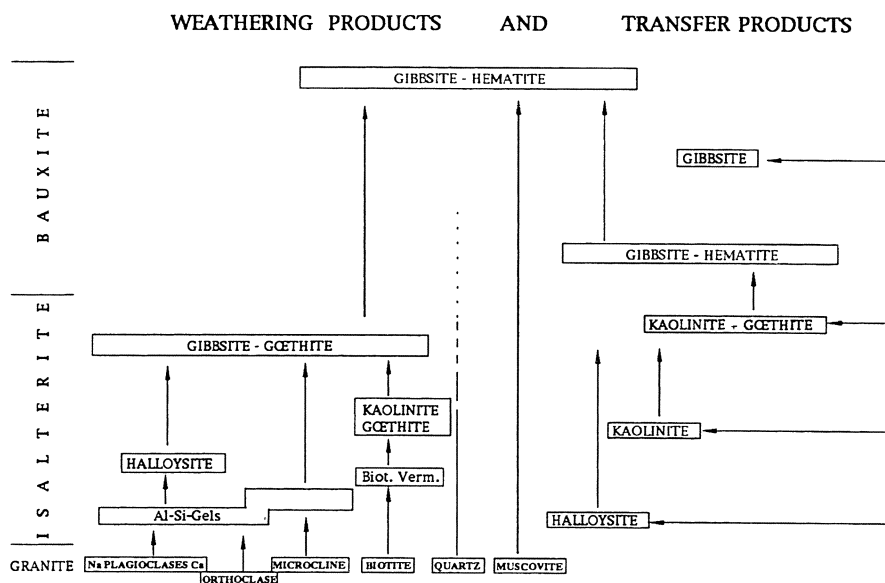 WEATHERING PRODUCTS AND TRANSFER PRODUCTS
BAUXITE
ISALTERITE
GIBBSITE - HEMATITE
GIBBSITE
GIBBSITE - HEMATITE
KAOLINITE - GŒTHITE
GIBBSITE - GŒTHITE
KAOLINITE
GŒTHITE
KAOLINITE
HALLOYSITE
Biot. Verm.
Al-Si-Gels
HALLOYSITE
GRANITE
Na PLAGIOCLASES Ca
ORTHOCLASE
MICROCLINE
BIOTITE
QUARTZ
MUSCOVITE